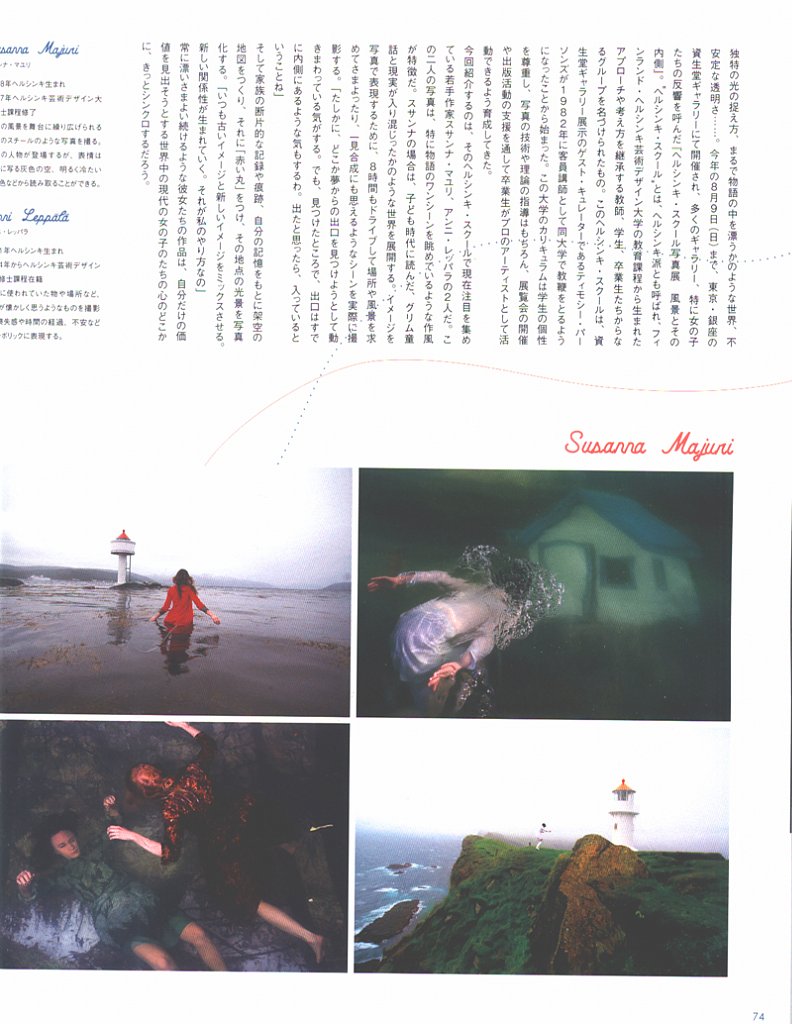 独特の光の捉え方、まるで物語の中を漂うかのような世界、不
安定な透明さ……。今年の8月9日(日)まで、東京・銀座の
資生堂ギャラリーにて開催され、多くのギャラリー、特に女の子
たちの反響を呼んだ「ヘルシンキ・スクール写真展 風景とその
内側」。"ヘルシンキ・スクール"とは、ヘルシンキ派とも呼ばれ、フィ
ンランド・ヘルシンキ芸術デザイン大学の教育課程から生まれた
アプローチや考え方を継承する教師、学生、卒業生たちからな
るグループを名づけられたもの。このヘルシンキ・スクールは、資
生堂ギャラリー展示のゲスト・キュレーターであるティモシー・パー
ソンズが1982年に客員講師として同大学で教鞭をとるよう
になったことから始まった。この大学のカリキュラムは学生の個性
を尊重し、写真の技術や理論の指導はもちろん、展覧会の開催
や出版活動の支援を通して卒業生がプロのアーティストとして活
動できるよう育成してきた。
今回紹介するのは、そのヘルシンキ・スクールで現在注目を集め
ている若手作家スサンナ・マユリ、アンニ・レッパラの2人だ。こ
の二人の写真は、特に物語のワンシーンを眺めているような作風
が特徴だ。スサンナの場合は、子ども時代に読んだ、グリム童
話と現実が入り混じったかのような世界を展開する。イメージを
写真で表現するために、8時間もドライブして場所や風景を求
めてさまよったり、一見合成にも思えるようなシーンを実際に撮
影する。「たしかに、どこか夢からの出口を見つけようとして動
きまわっている気がする。でも、見つけたところで、出口はすで
に内側にあるような気もするわ。出たと思ったら、入っていると
いうことね」
そして家族の断片的な記録や痕跡、自分の記憶をもとに架空の
地図をつくり、それに「赤い丸」をつけ、その地点の光景を写真
化する。「いつも古いイメージと新しいイメージをミックスさせる。
新しい関係性が生まれていく。それが私のやり方なの」
常に漂いさまよい続けるような彼女たちの作品は、自分だけの価
値を見出そうとする世界中の現代の女の子たちの心のどこか
に、きっとシンクロするだろう。
usanna Majuri
ナ・マユリ
8年ヘルシンキ生まれ
7年ヘルシンキ芸術デザイン大
士課程修了
の風景を舞台に繰り広げられる
のスチールのような写真を撮る。
の人物が登場するが、表情は
に写る灰色の空、明るく冷たい
色などから読み取ることができる。
nni Leppälä
・レッパラ
年ヘルシンキ生まれ
4年からヘルシンキ芸術デザイン
修士課程在籍
に使われていた物や場所など、
が懐かしく思うようなものを撮影
喪失感や時間の経過、不安など
ンボリックに表現する。
Susanna Majuri
74